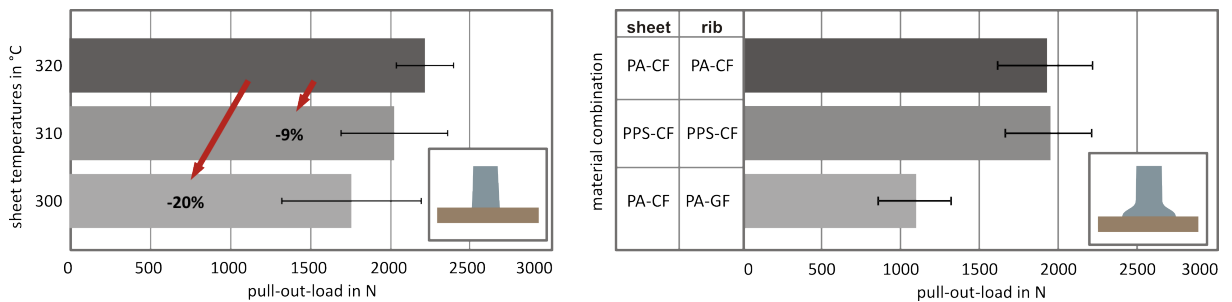 sheet temperatures in °C
320
310
300
-9%
-20%
0 500 1000 1500 2000 2500 3000
pull-out-load in N
material combination
sheet rib
PA-CF PA-CF
PPS-CF PPS-CF
PA-CF PA-GF
0 500 1000 1500 2000 2500 3000
pull-out-load in N